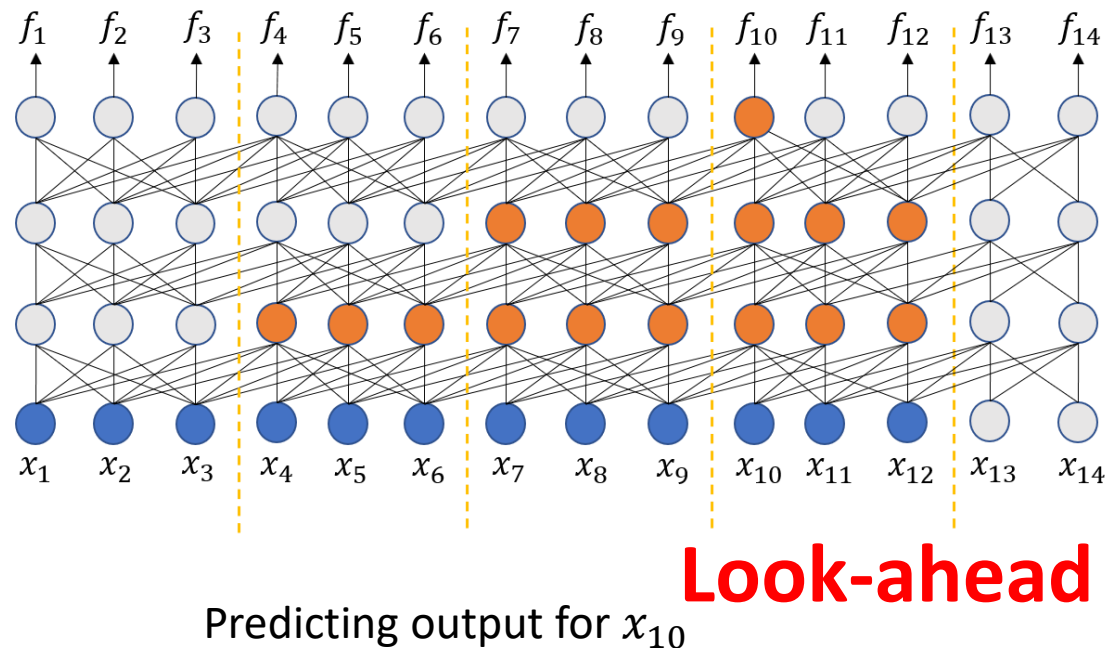 f₁ f₂ f₃ f₄ f₅ f₆ f₇ f₈ f₉ f₁₀ f₁₁ f₁₂ f₁₃ f₁₄
x₁ x₂ x₃ x₄ x₅ x₆ x₇ x₈ x₉ x₁₀ x₁₁ x₁₂ x₁₃ x₁₄
Look-ahead
Predicting output for x₁₀